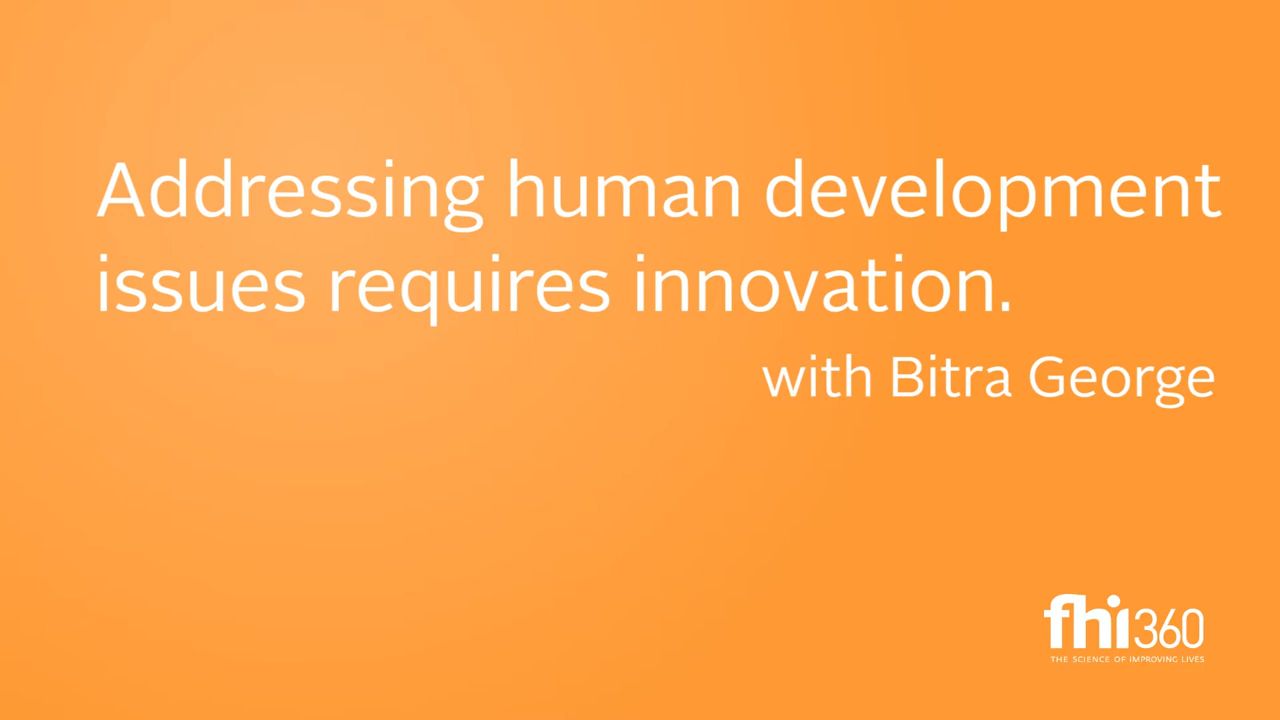 Addressing human development
issues requires innovation.
with Bitra George
fhi360
THE SCIENCE OF IMPROVING LIVES